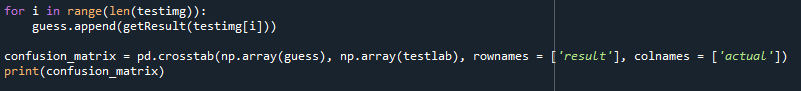 for i in range(len(testimg)):
    guess.append(getResult(testimg[i]))
confusion_matrix = pd.crosstab(np.array(guess), np.array(testlab), rownames = ['result'], colnames = ['actual'])
print(confusion_matrix)